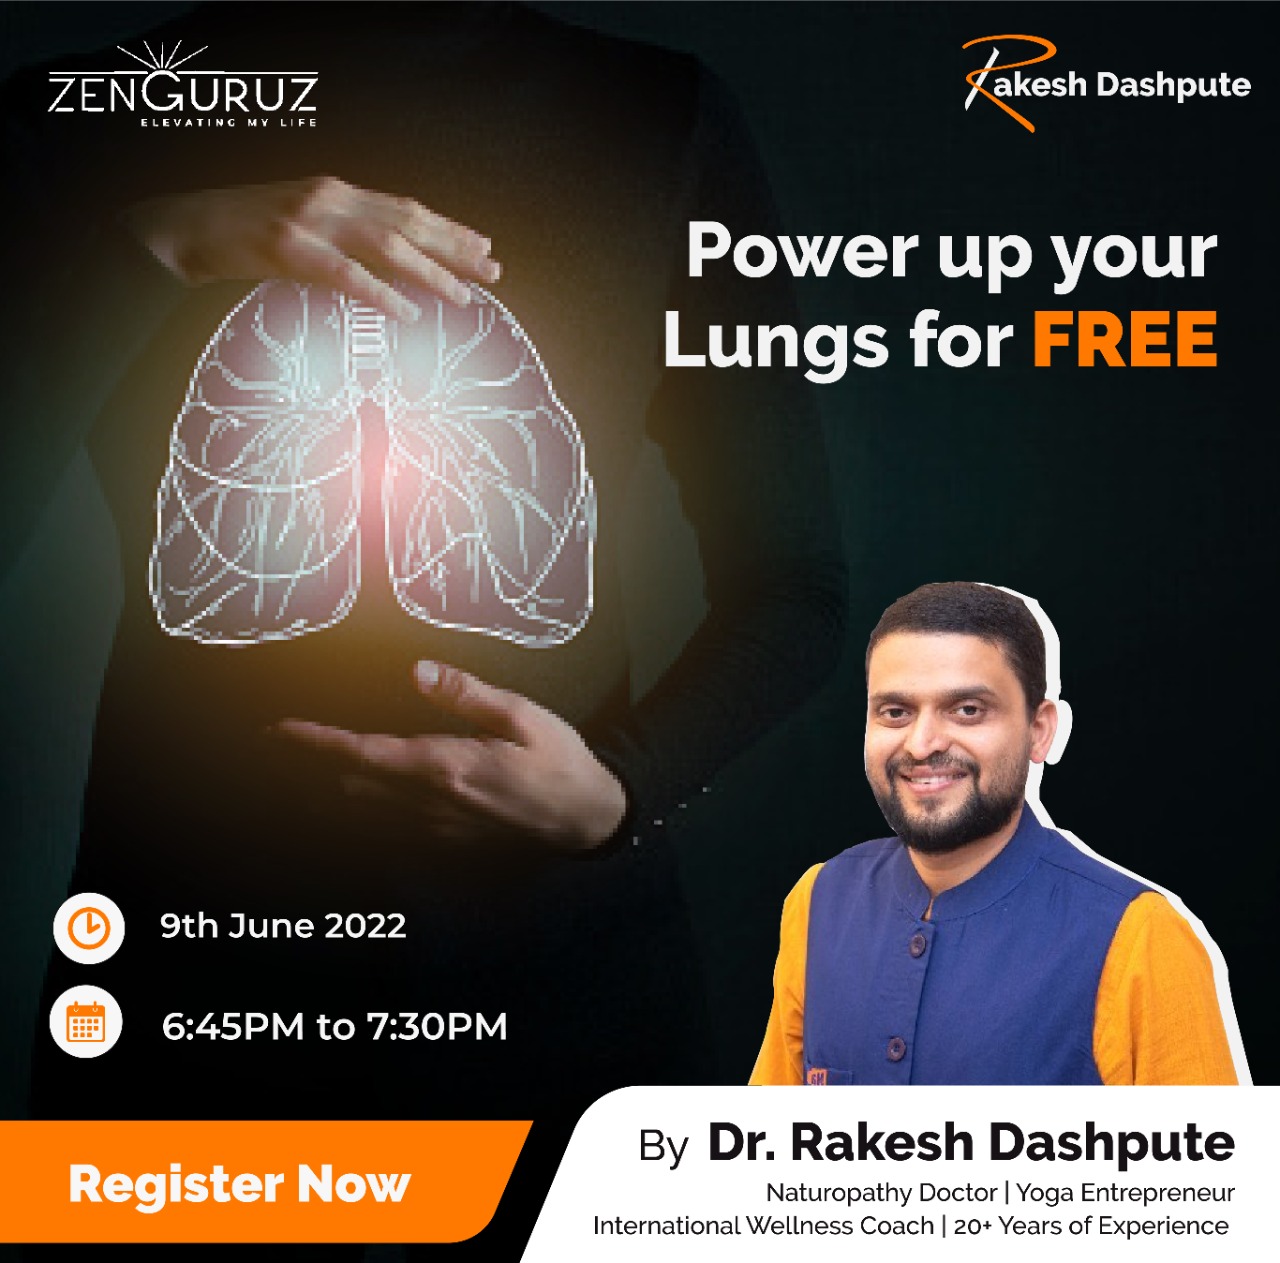 ZENGURUZ
ELEVATING MY LIFE
Rakesh Dashpute
Power up your
Lungs for FREE
9th June 2022
6:45PM to 7:30PM
Register Now
By Dr. Rakesh Dashpute
Naturopathy Doctor | Yoga Entrepreneur
International Wellness Coach | 20+ Years of Experience